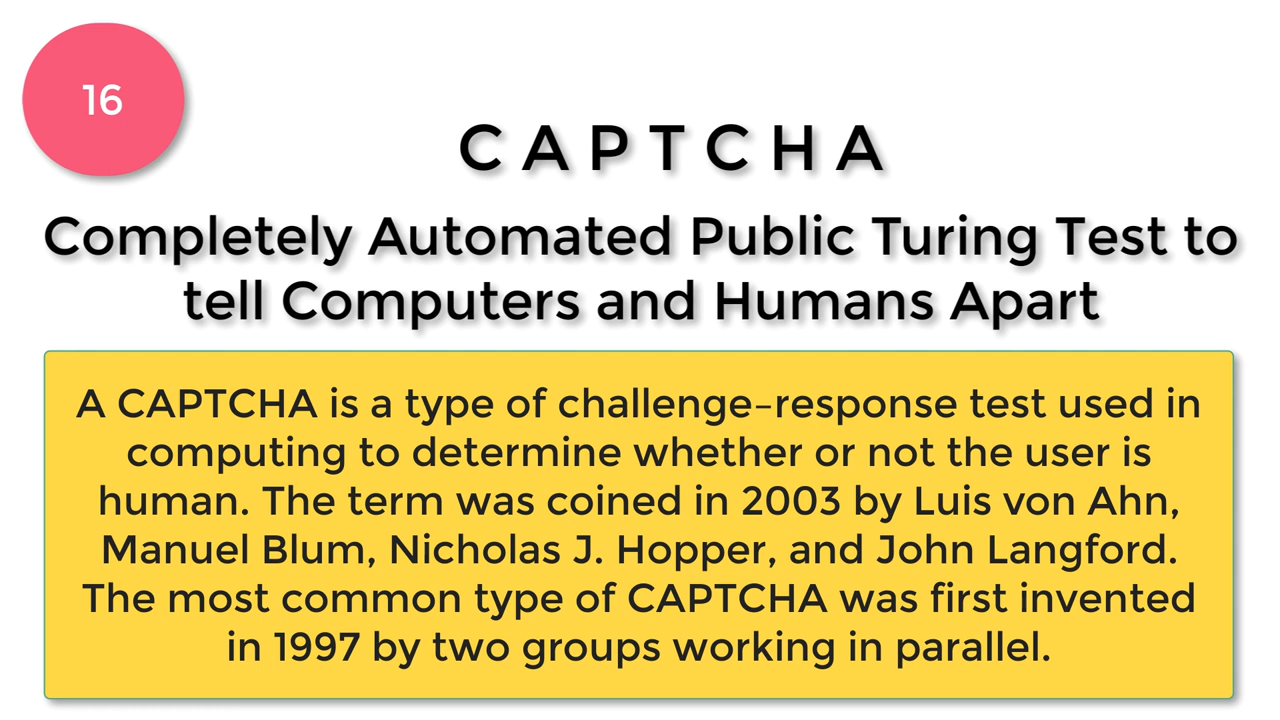 16
C A P T C H A
Completely Automated Public Turing Test to
tell Computers and Humans Apart
A CAPTCHA is a type of challenge–response test used in
computing to determine whether or not the user is
human. The term was coined in 2003 by Luis von Ahn,
Manuel Blum, Nicholas J. Hopper, and John Langford.
The most common type of CAPTCHA was first invented
in 1997 by two groups working in parallel.